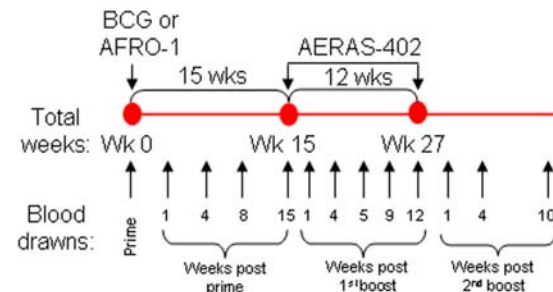 BCG or
AFRO-1
AERAS-402
15 wks
12 wks
Total
weeks:
Wk 0
Wk 15
Wk 27
Blood
drawns:
Prime
1 4 8 15 1 4 5 9 12 1 4 10
Weeks post
prime
Weeks post
1st boost
Weeks post
2nd boost